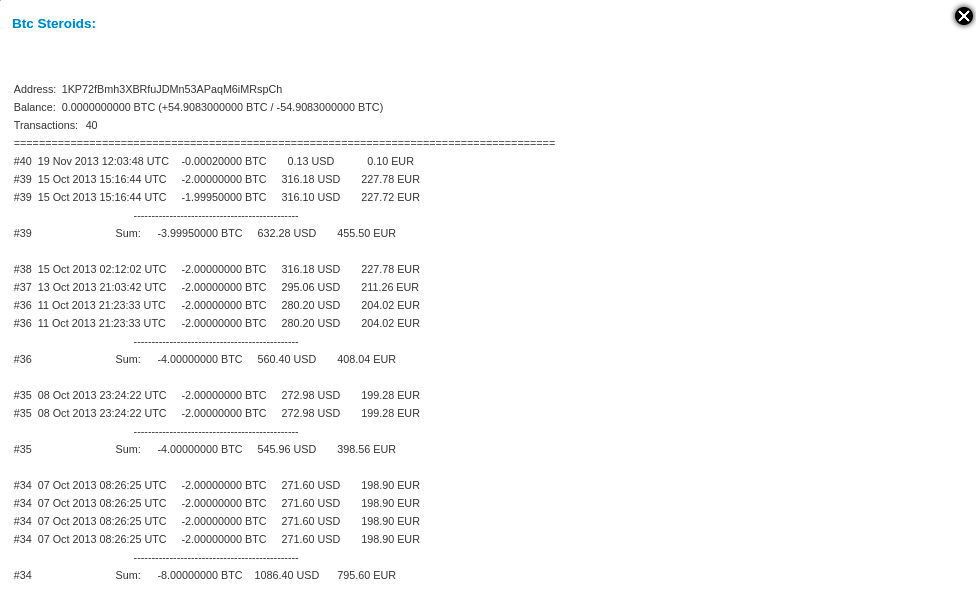 Btc Steroids:
Address: 1KP72fBmh3XBRfuJDMn53APaqM6iMRspCh
Balance: 0.0000000000 BTC (+54.9083000000 BTC / -54.9083000000 BTC)
Transactions: 40
======================================================================================
#40 19 Nov 2013 12:03:48 UTC -0.00020000 BTC 0.13 USD 0.10 EUR
#39 15 Oct 2013 15:16:44 UTC -2.00000000 BTC 316.18 USD 227.78 EUR
#39 15 Oct 2013 15:16:44 UTC -1.99950000 BTC 316.10 USD 227.72 EUR
----------------------------------------------
#39 Sum: -3.99950000 BTC 632.28 USD 455.50 EUR
#38 15 Oct 2013 02:12:02 UTC -2.00000000 BTC 316.18 USD 227.78 EUR
#37 13 Oct 2013 21:03:42 UTC -2.00000000 BTC 295.06 USD 211.26 EUR
#36 11 Oct 2013 21:23:33 UTC -2.00000000 BTC 280.20 USD 204.02 EUR
#36 11 Oct 2013 21:23:33 UTC -2.00000000 BTC 280.20 USD 204.02 EUR
----------------------------------------------
#36 Sum: -4.00000000 BTC 560.40 USD 408.04 EUR
#35 08 Oct 2013 23:24:22 UTC -2.00000000 BTC 272.98 USD 199.28 EUR
#35 08 Oct 2013 23:24:22 UTC -2.00000000 BTC 272.98 USD 199.28 EUR
----------------------------------------------
#35 Sum: -4.00000000 BTC 545.96 USD 398.56 EUR
#34 07 Oct 2013 08:26:25 UTC -2.00000000 BTC 271.60 USD 198.90 EUR
#34 07 Oct 2013 08:26:25 UTC -2.00000000 BTC 271.60 USD 198.90 EUR
#34 07 Oct 2013 08:26:25 UTC -2.00000000 BTC 271.60 USD 198.90 EUR
#34 07 Oct 2013 08:26:25 UTC -2.00000000 BTC 271.60 USD 198.90 EUR
----------------------------------------------
#34 Sum: -8.00000000 BTC 1086.40 USD 795.60 EUR